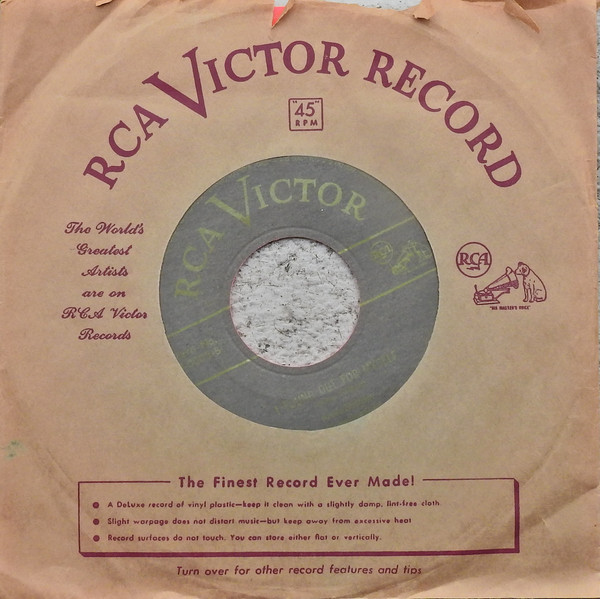 RCA VICTOR RECORD
"45"
RPM
RCA VICTOR
The World's
Greatest
Artists
are on
RCA Victor
Records
RCA
"HIS MASTER'S VOICE"
The Finest Record Ever Made!
A DeLuxe record of vinyl plastic—keep it clean with a slightly damp, lint-free cloth.
Slight warpage does not distort music—but keep away from excessive heat
Record surfaces do not touch. You can store either flat or vertically.
Turn over for other record features and tips